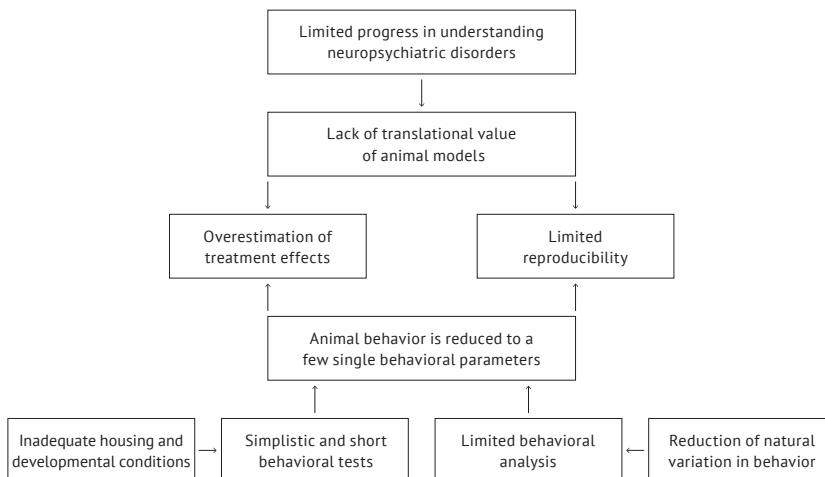 Limited progress in understanding
neuropsychiatric disorders
Lack of translational value
of animal models
Overestimation of
treatment effects
Limited
reproducibility
Animal behavior is reduced to a
few single behavioral parameters
Inadequate housing and
developmental conditions
Simplistic and short
behavioral tests
Limited behavioral
analysis
Reduction of natural
variation in behavior